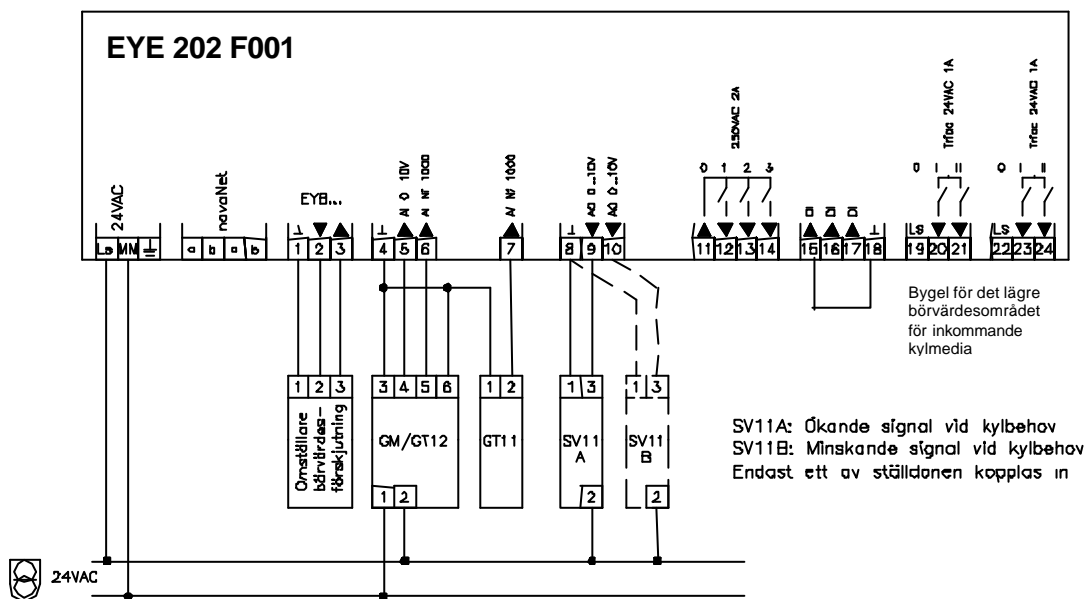 EYE 202 F001
24VAC
novaNet
EYB...
AI 0 10V
AI NI 1000
AI NI 1000
AO 0...10V
AO 0...10V
250VAC 2A
0 1 2 3
DI
DI
DI
Triac 24VAC 1A
0 I II
Triac 24VAC 1A
0 I II
Ls MN
a b a b
1 2 3
4 5 6
7
8 9 10
11 12 13 14
15 16 17 18
LS
19 20 21
LS
22 23 24
Bygel för det lägre
börvärdesområdet
för inkommande
kylmedia
1 2 3
Omställare
börvärdes-
förskjutning
3 4 5 6
GM/GT12
1 2
1 2
GT11
1 3
SV11
A
2
1 3
SV11
B
2
SV11A: Ökande signal vid kylbehov
SV11B: Minskande signal vid kylbehov
Endast ett av ställdonen kopplas in
24VAC